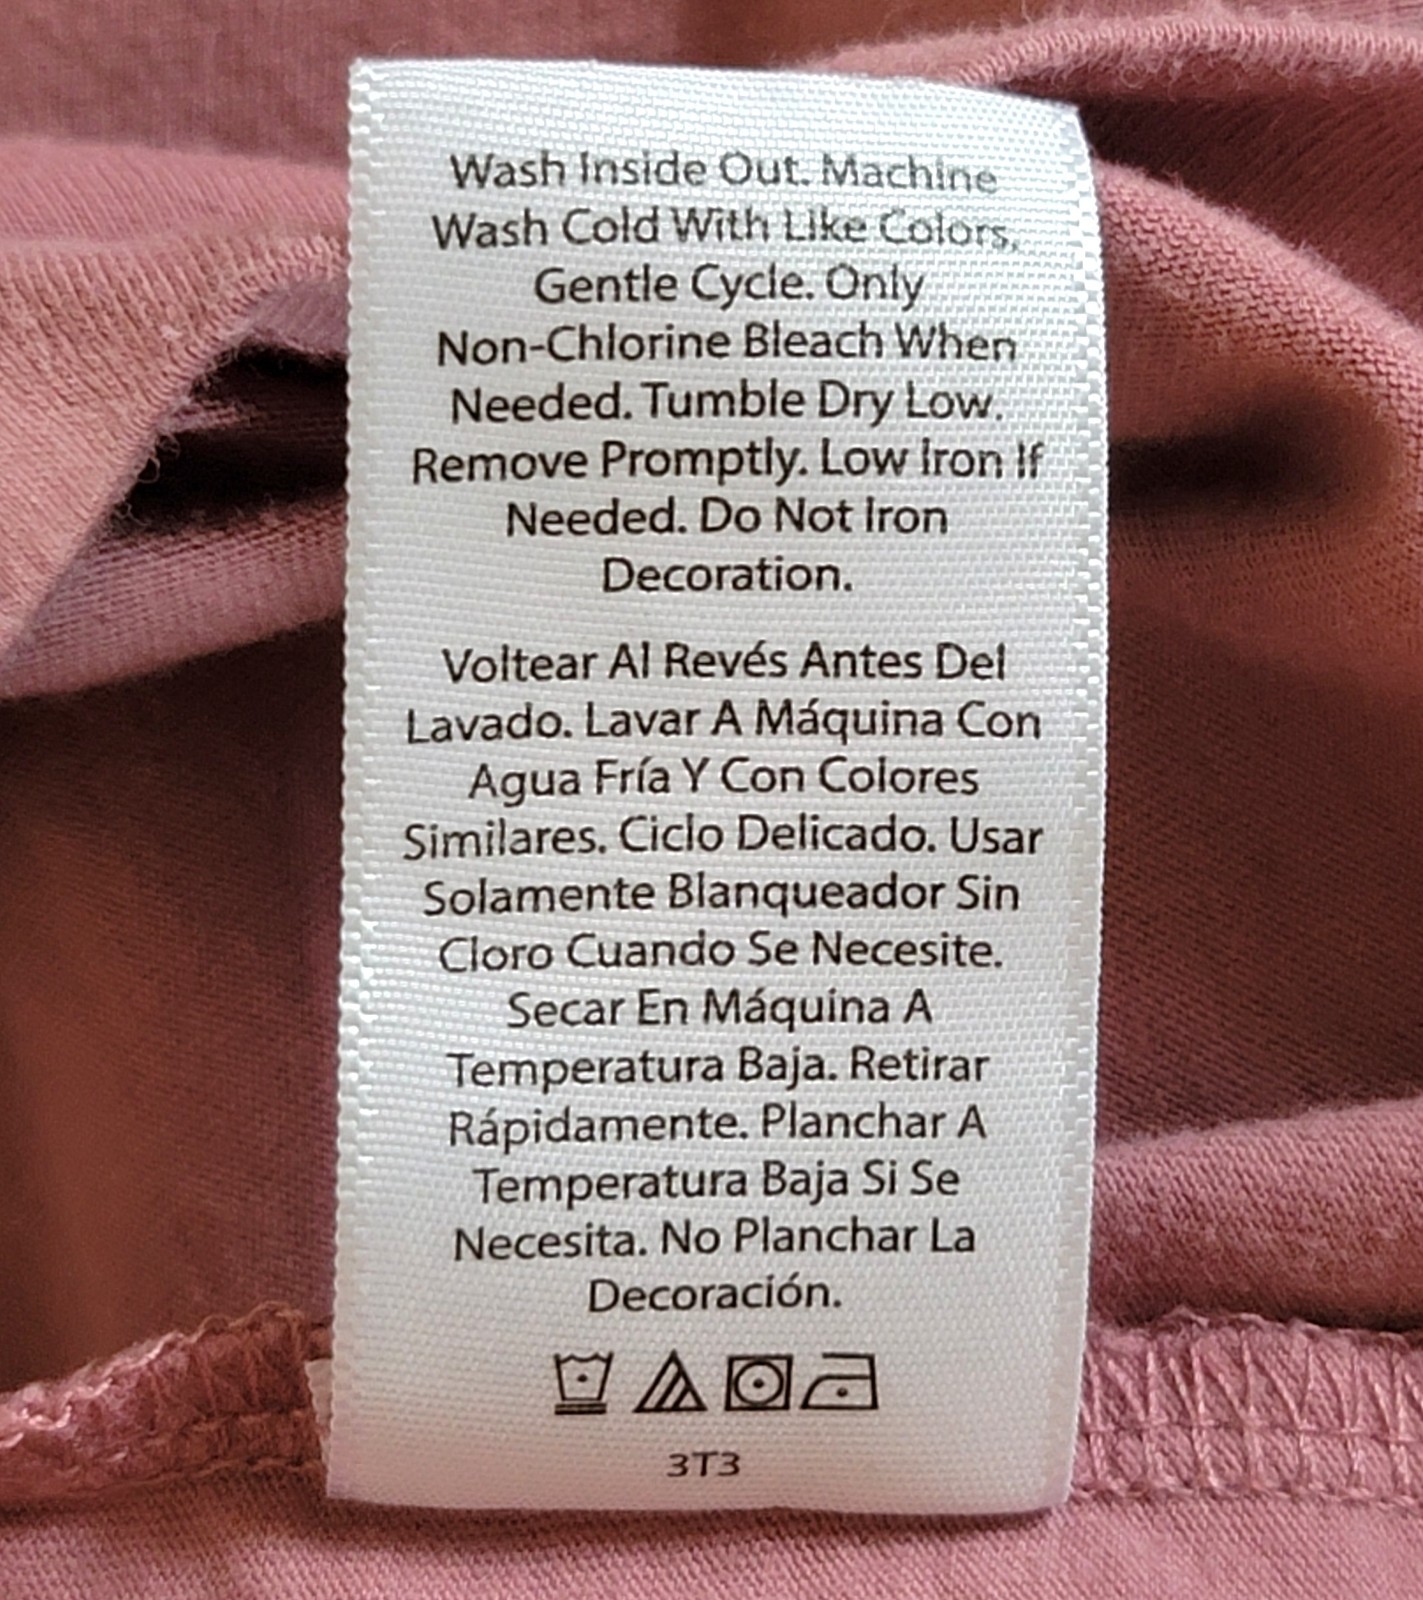 Wash Inside Out. Machine
Wash Cold With Like Colors,
Gentle Cycle. Only
Non-Chlorine Bleach When
Needed. Tumble Dry Low.
Remove Promptly. Low Iron If
Needed. Do Not Iron
Decoration.
Voltear Al Revés Antes Del
Lavado. Lavar A Máquina Con
Agua Fría Y Con Colores
Similares. Ciclo Delicado. Usar
Solamente Blanqueador Sin
Cloro Cuando Se Necesite.
Secar En Máquina A
Temperatura Baja. Retirar
Rápidamente. Planchar A
Temperatura Baja Si Se
Necesita. No Planchar La
Decoración.
3T3